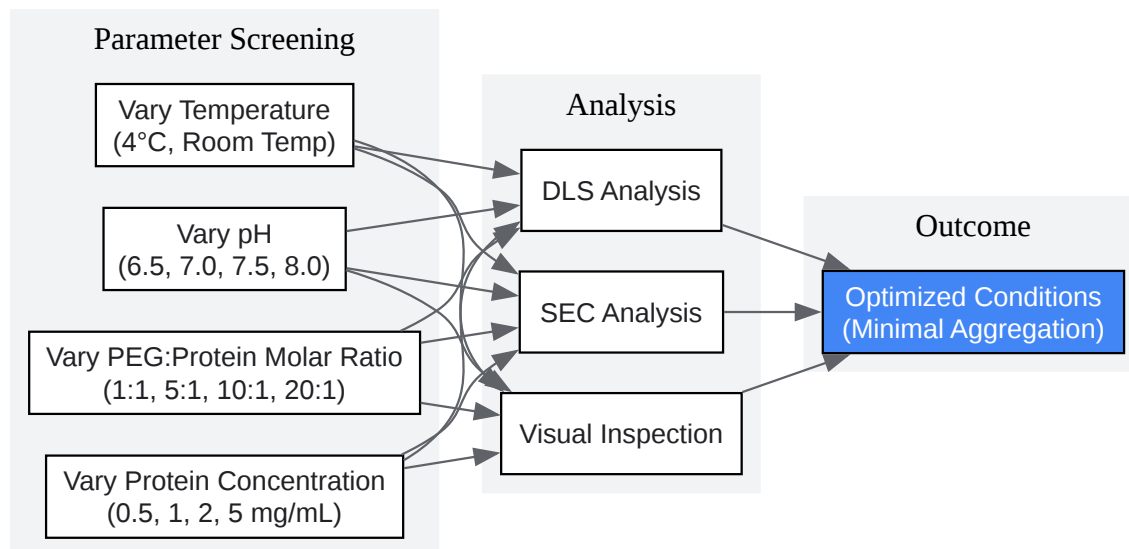 Parameter Screening
Vary Temperature
(4°C, Room Temp)
Vary pH
(6.5, 7.0, 7.5, 8.0)
Vary PEG:Protein Molar Ratio
(1:1, 5:1, 10:1, 20:1)
Vary Protein Concentration
(0.5, 1, 2, 5 mg/mL)
Analysis
DLS Analysis
SEC Analysis
Visual Inspection
Outcome
Optimized Conditions
(Minimal Aggregation)